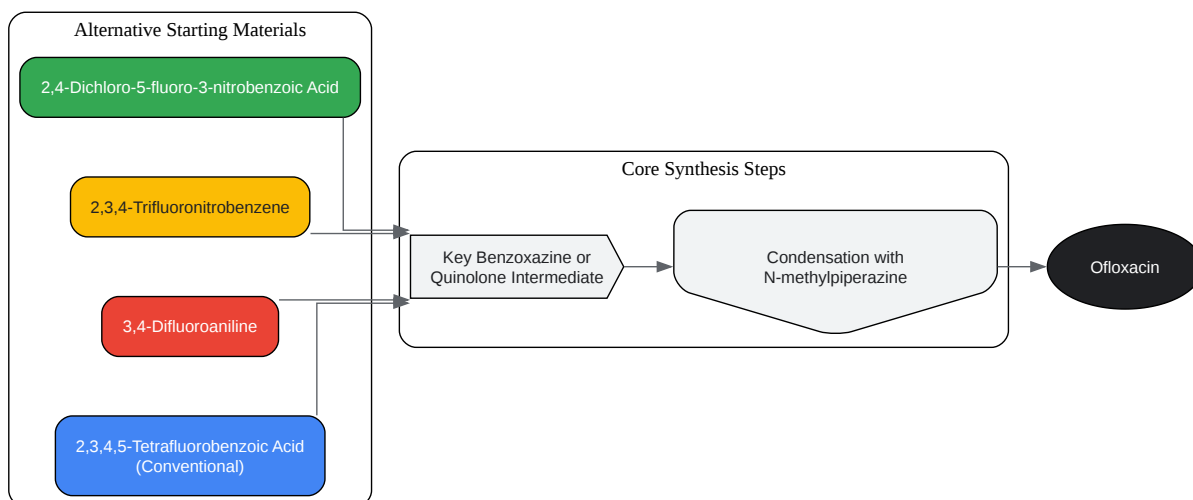 Alternative Starting Materials
2,4-Dichloro-5-fluoro-3-nitrobenzoic Acid
2,3,4-Trifluoronitrobenzene
3,4-Difluoroaniline
2,3,4,5-Tetrafluorobenzoic Acid
(Conventional)
Core Synthesis Steps
Key Benzoxazine or
Quinolone Intermediate
Condensation with
N-methylpiperazine
Ofloxacin